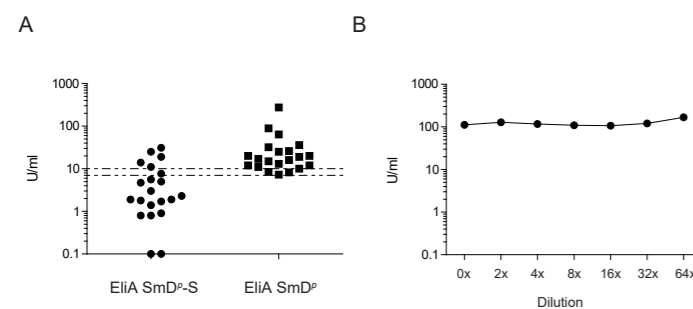 A
B
1000
100
10
1
0.1
U/ml
EliA SmDᵖ-S
EliA SmDᵖ
1000
100
10
1
0.1
U/ml
0x 2x 4x 8x 16x 32x 64x
Dilution